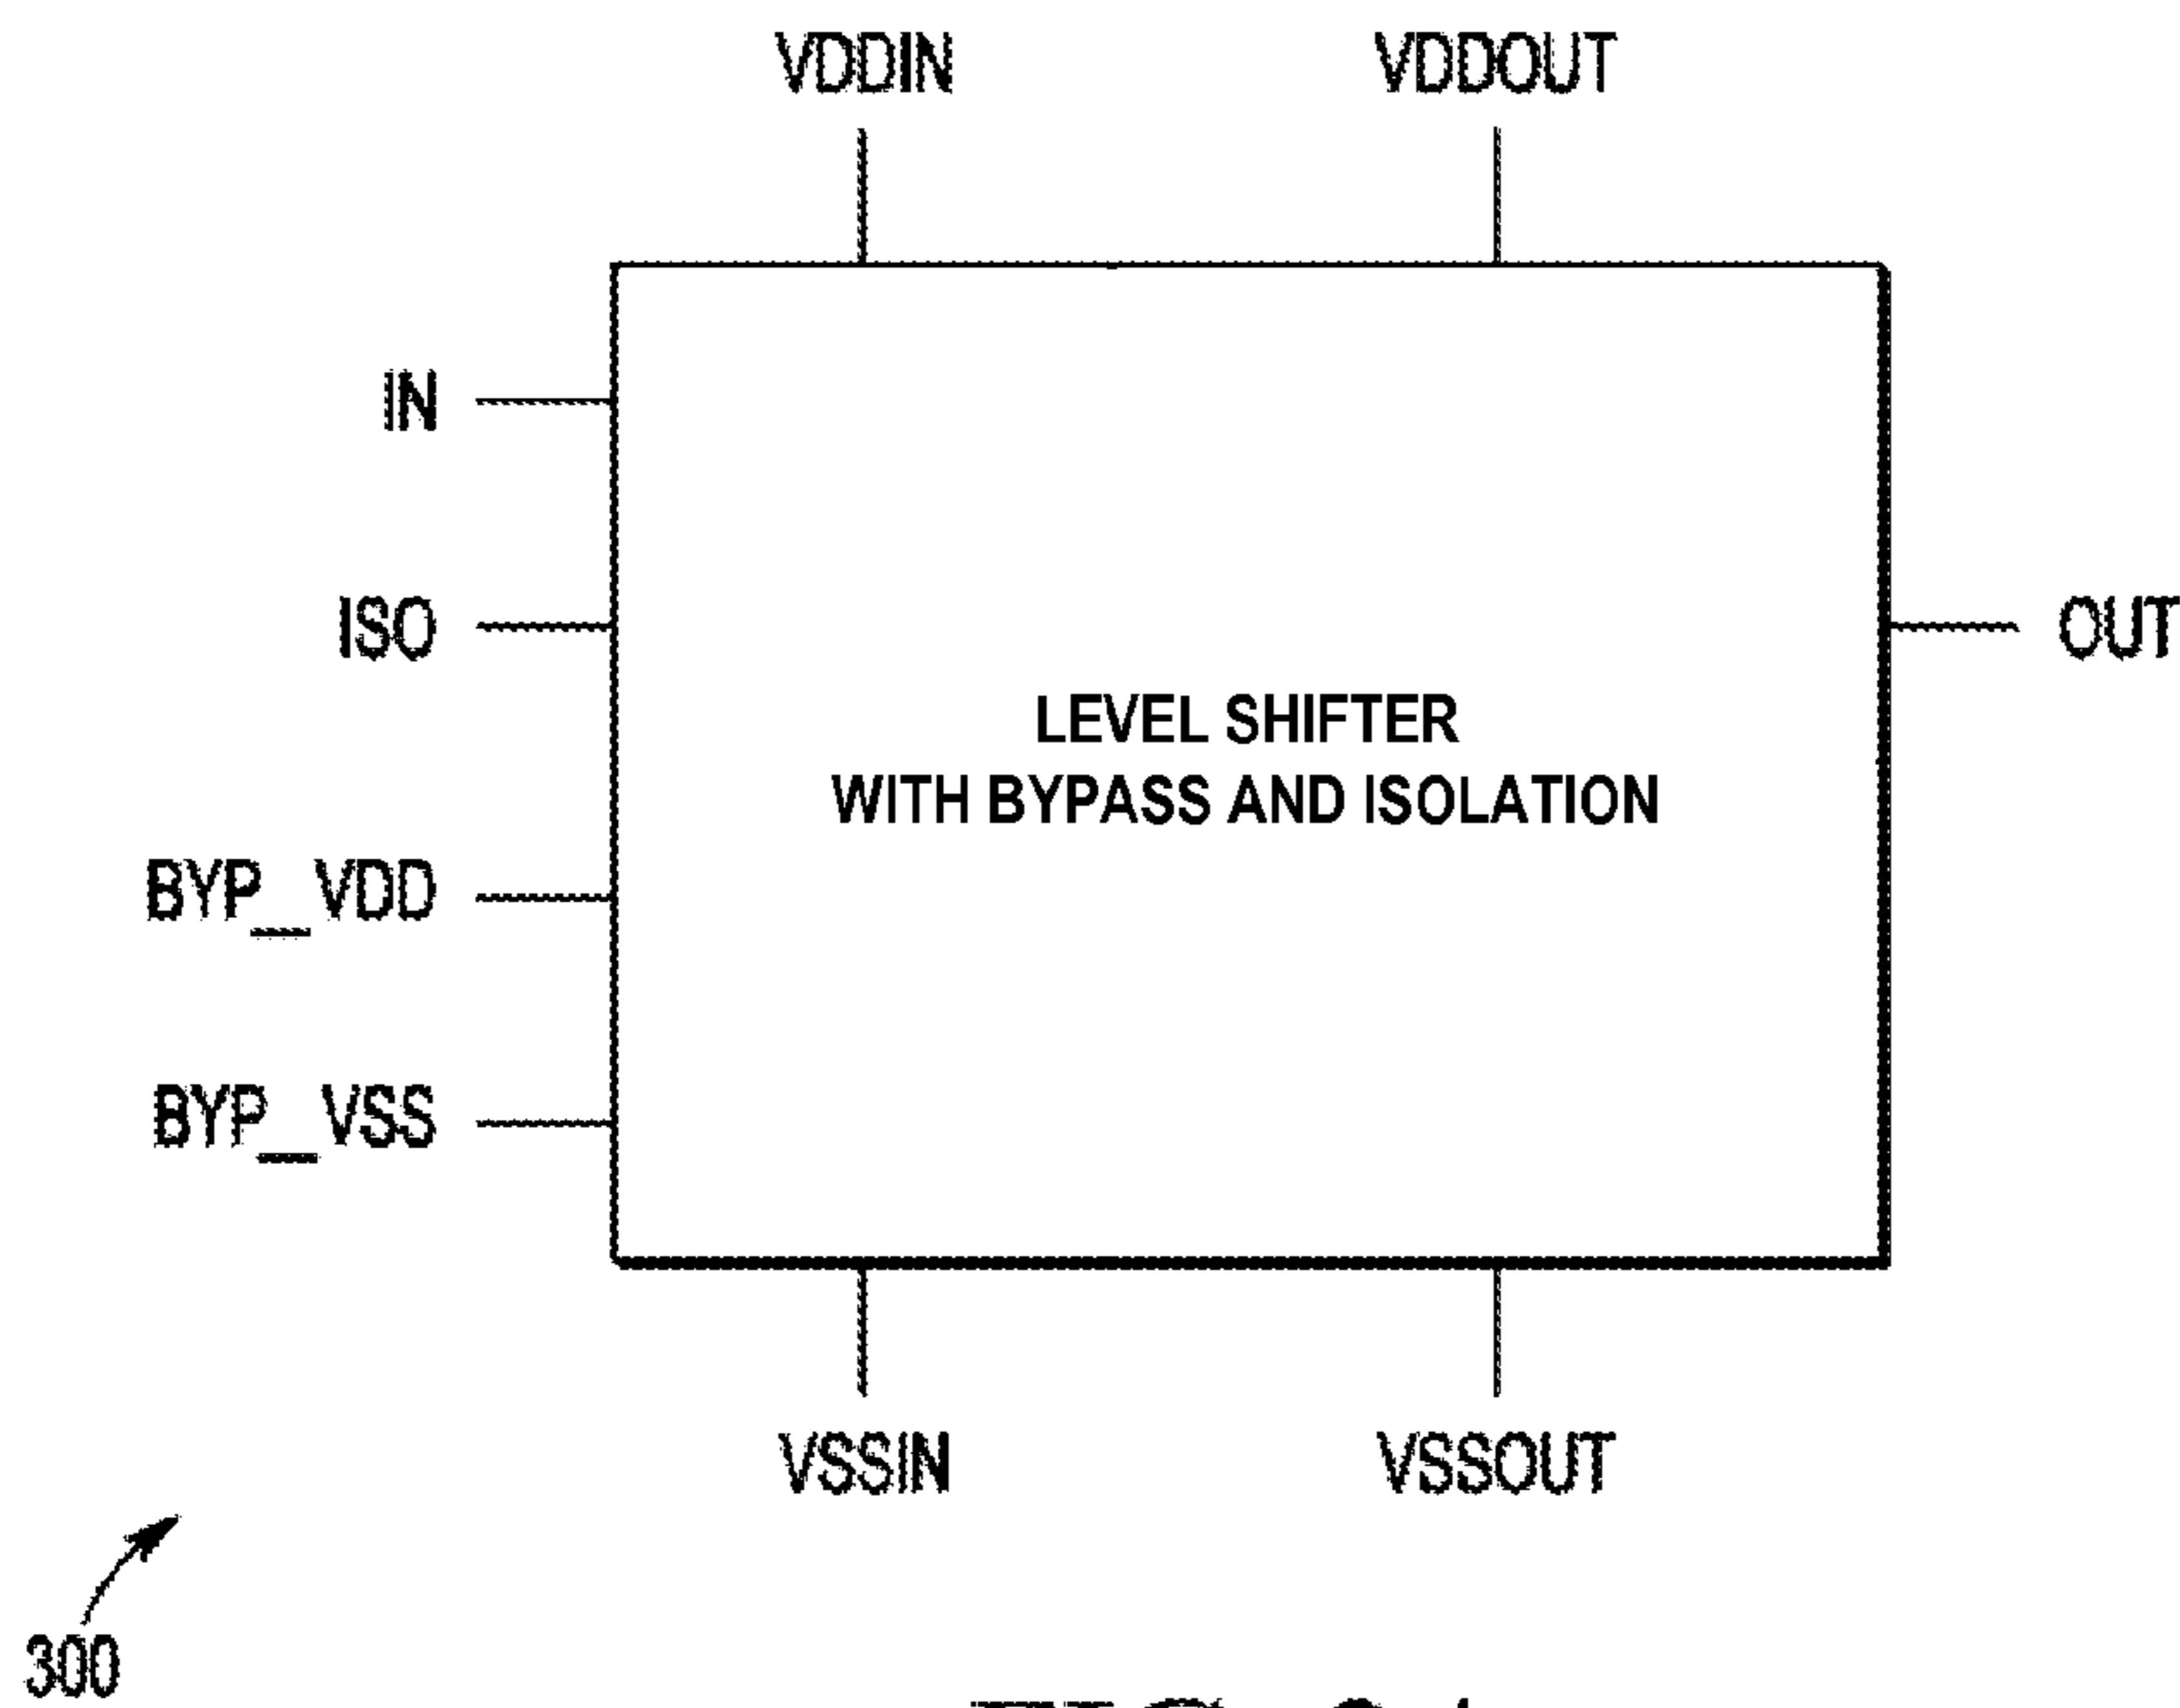 VDDIN VDDOUT
IN
ISO
OUT
LEVEL SHIFTER
WITH BYPASS AND ISOLATION
BYP_VDD
BYP_VSS
VSSIN VSSOUT
300